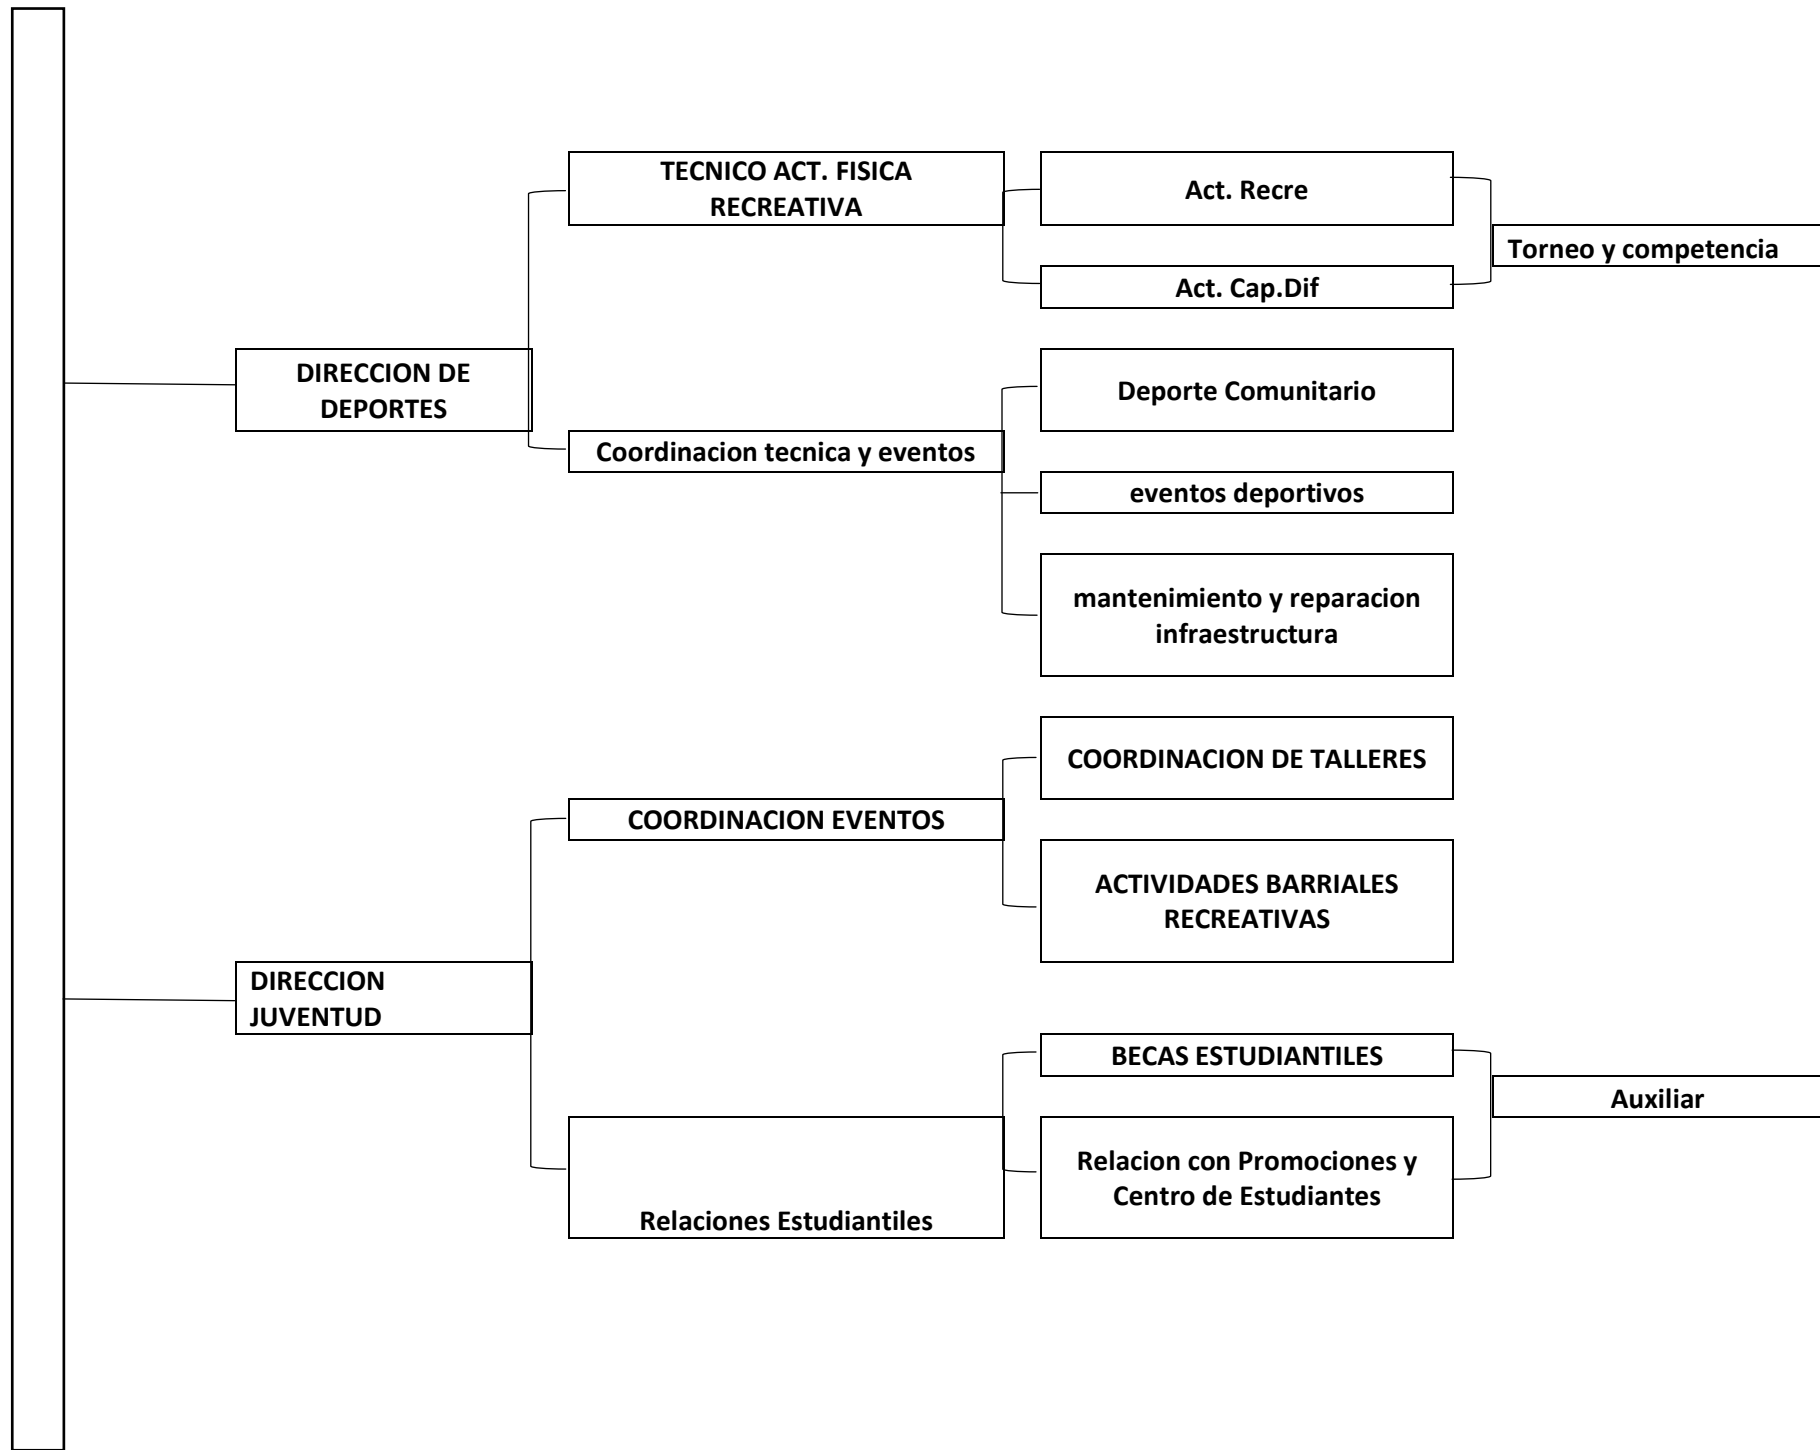 TECNICO ACT. FISICA
RECREATIVA
Act. Recre
Torneo y competencia
Act. Cap.Dif
DIRECCION DE
DEPORTES
Deporte Comunitario
Coordinacion tecnica y eventos
eventos deportivos
mantenimiento y reparacion
infraestructura
COORDINACION DE TALLERES
COORDINACION EVENTOS
ACTIVIDADES BARRIALES
RECREATIVAS
DIRECCION
JUVENTUD
BECAS ESTUDIANTILES
Auxiliar
Relacion con Promociones y
Centro de Estudiantes
Relaciones Estudiantiles